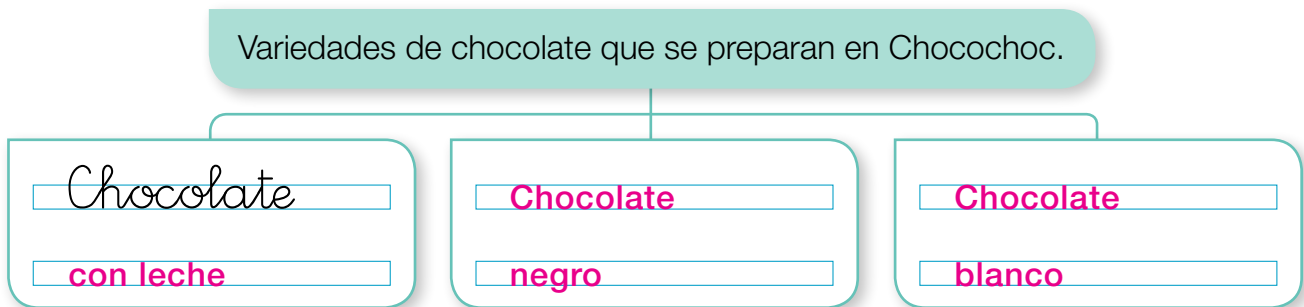 Variedades de chocolate que se preparan en Chocochoc.
Chocolate
con leche
Chocolate
negro
Chocolate
blanco